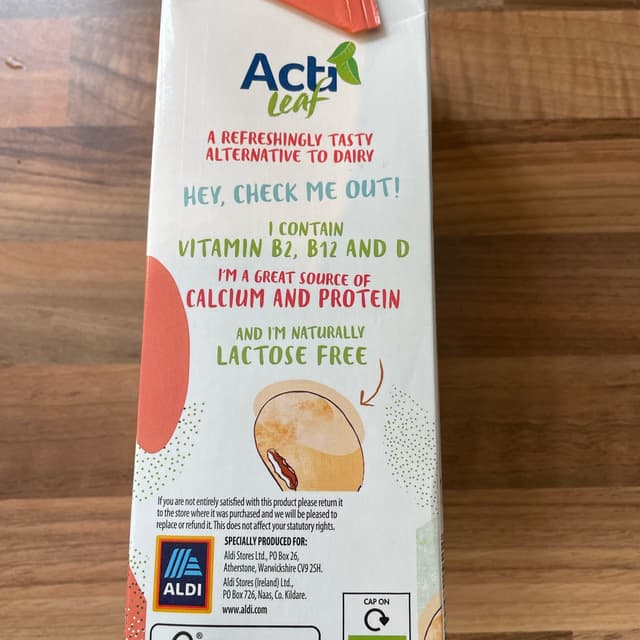 Acti
Leaf
A REFRESHINGLY TASTY
ALTERNATIVE TO DAIRY
HEY, CHECK ME OUT!
I CONTAIN
VITAMIN B2, B12 AND D
I'M A GREAT SOURCE OF
CALCIUM AND PROTEIN
AND I'M NATURALLY
LACTOSE FREE
If you are not entirely satisfied with this product please return it
to the store where it was purchased and we will be pleased to
replace or refund it. This does not affect your statutory rights.
SPECIALLY PRODUCED FOR:
Aldi Stores Ltd., PO Box 26,
Atherstone, Warwickshire CV9 2SH.
Aldi Stores (Ireland) Ltd.,
PO Box 726, Naas, Co. Kildare.
www.aldi.com
ALDI
CAP ON